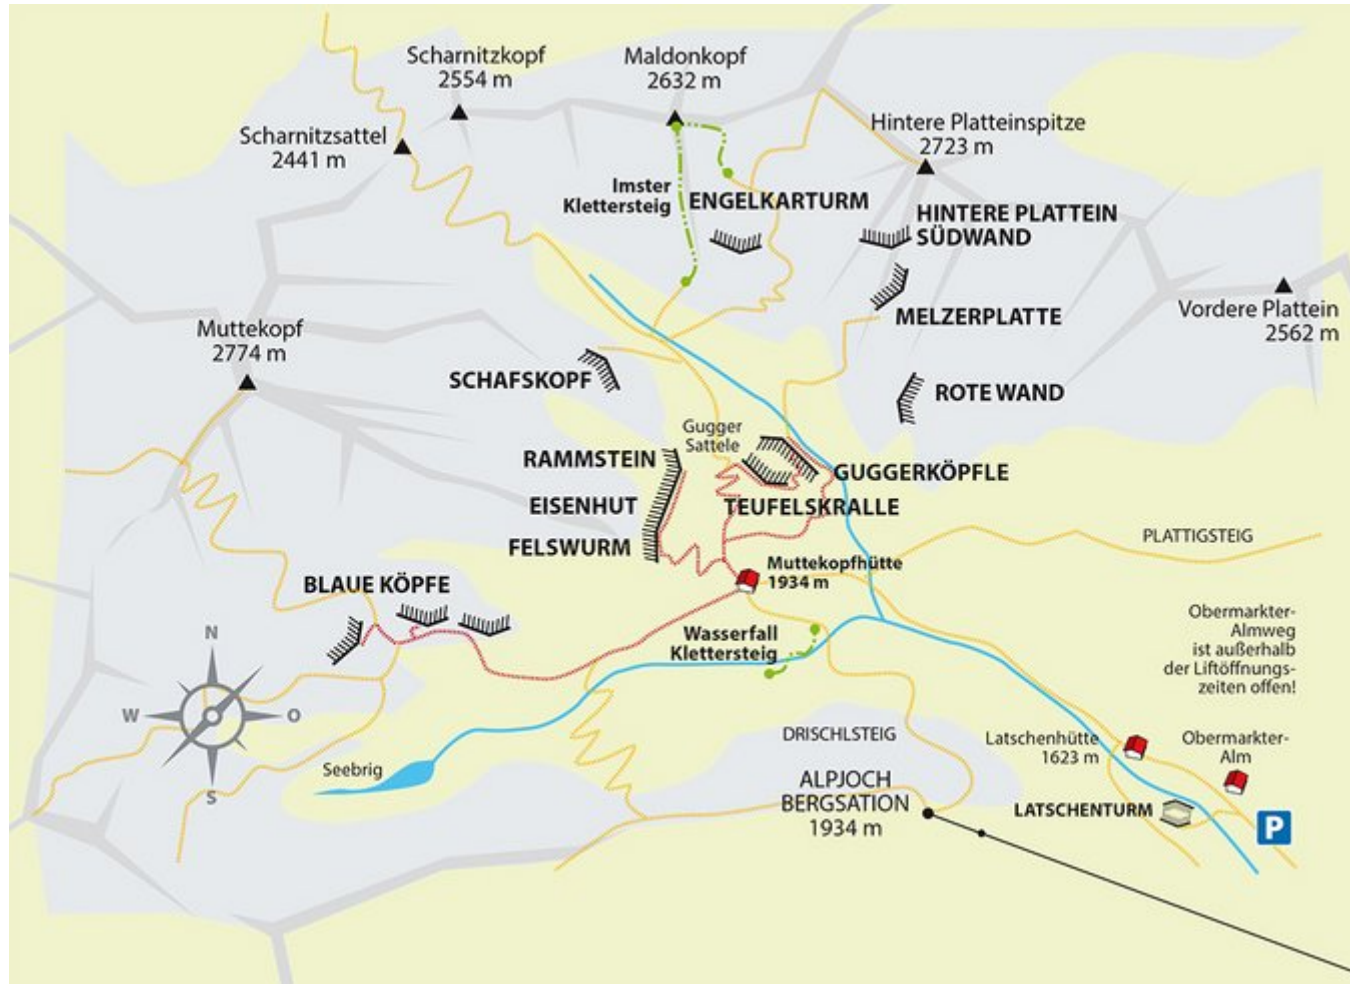 Scharnitzkopf
2554 m
Maldonkopf
2632 m
Scharnitzsattel
2441 m
Hintere Platteinspitze
2723 m
Imster
Klettersteig
ENGELKARTURM
HINTERE PLATTEIN
SÜDWAND
Vordere Plattein
2562 m
MELZERPLATTE
Muttekopf
2774 m
SCHAFSKOPF
ROTE WAND
Gugger
Sattele
RAMMSTEIN
GUGGERKÖPFLE
EISENHUT
TEUFELSKRALLE
FELSWURM
PLATTIGSTEIG
Muttekopfhütte
1934 m
BLAUE KÖPFE
Obermarkter-
Almweg
ist außerhalb
der Liftöffnungs-
zeiten offen!
Wasserfall
Klettersteig
N
W
O
S
Seebrig
DRISCHLSTEIG
Latschenhütte
1623 m
Obermarkter-
Alm
ALPJOCH
BERGSATION
1934 m
LATSCHENTURM
P